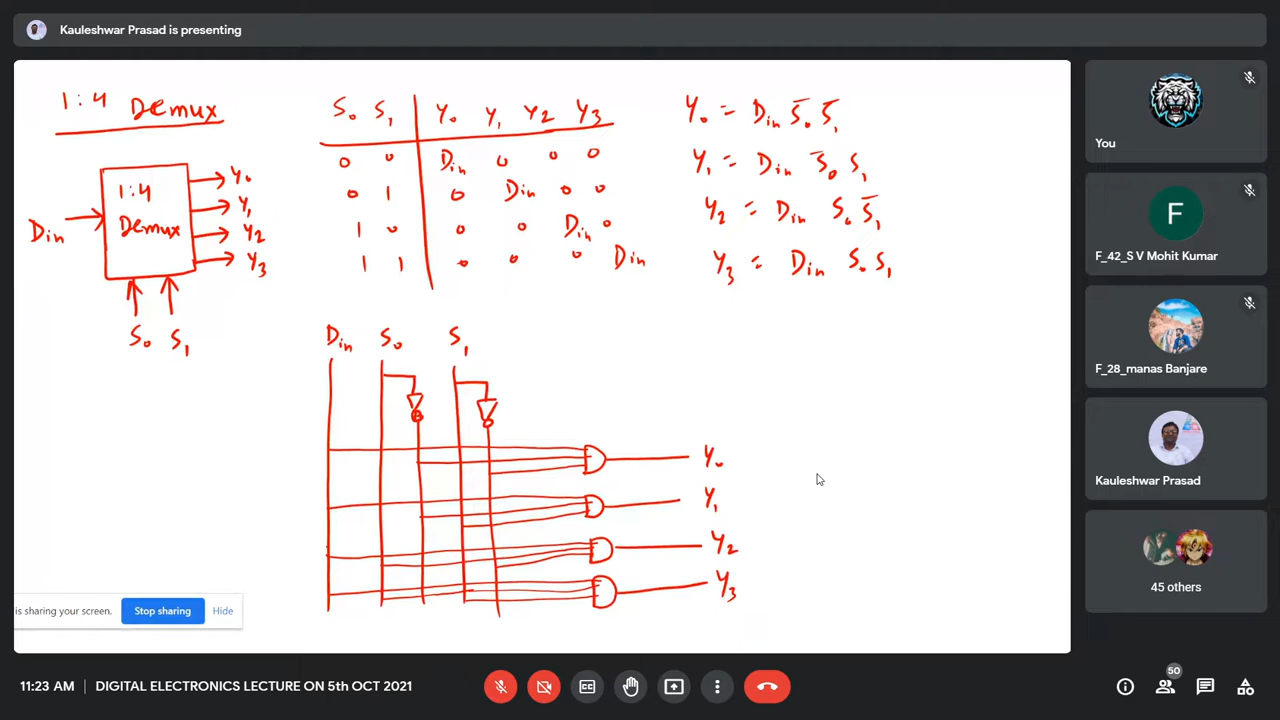 Kauleshwar Prasad is presenting
1:4 Demux
1:4
Demux
Din
Y0
Y1
Y2
Y3
S0 S1
S0 S1 Y0 Y1 Y2 Y3
0 0 Din 0 0 0
0 1 0 Din 0 0
1 0 0 0 Din 0
1 1 0 0 0 Din
Y0 = Din S̄0 S̄1
Y1 = Din S̄0 S1
Y2 = Din S0 S̄1
Y3 = Din S0 S1
Din S0 S1
Y0
Y1
Y2
Y3
is sharing your screen. Stop sharing Hide
You
F
F_42_S V Mohit Kumar
F_28_manas Banjare
Kauleshwar Prasad
45 others
11:23 AM DIGITAL ELECTRONICS LECTURE ON 5th OCT 2021
CC
50